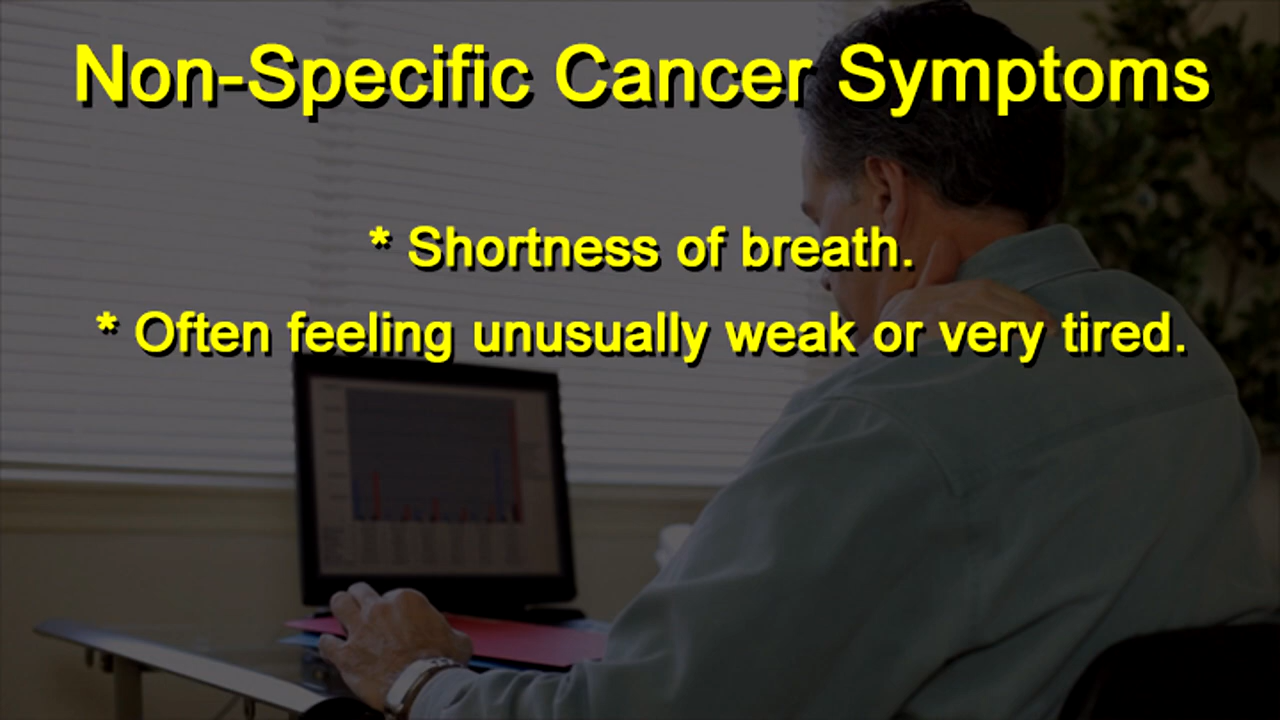 Non-Specific Cancer Symptoms
* Shortness of breath.
* Often feeling unusually weak or very tired.